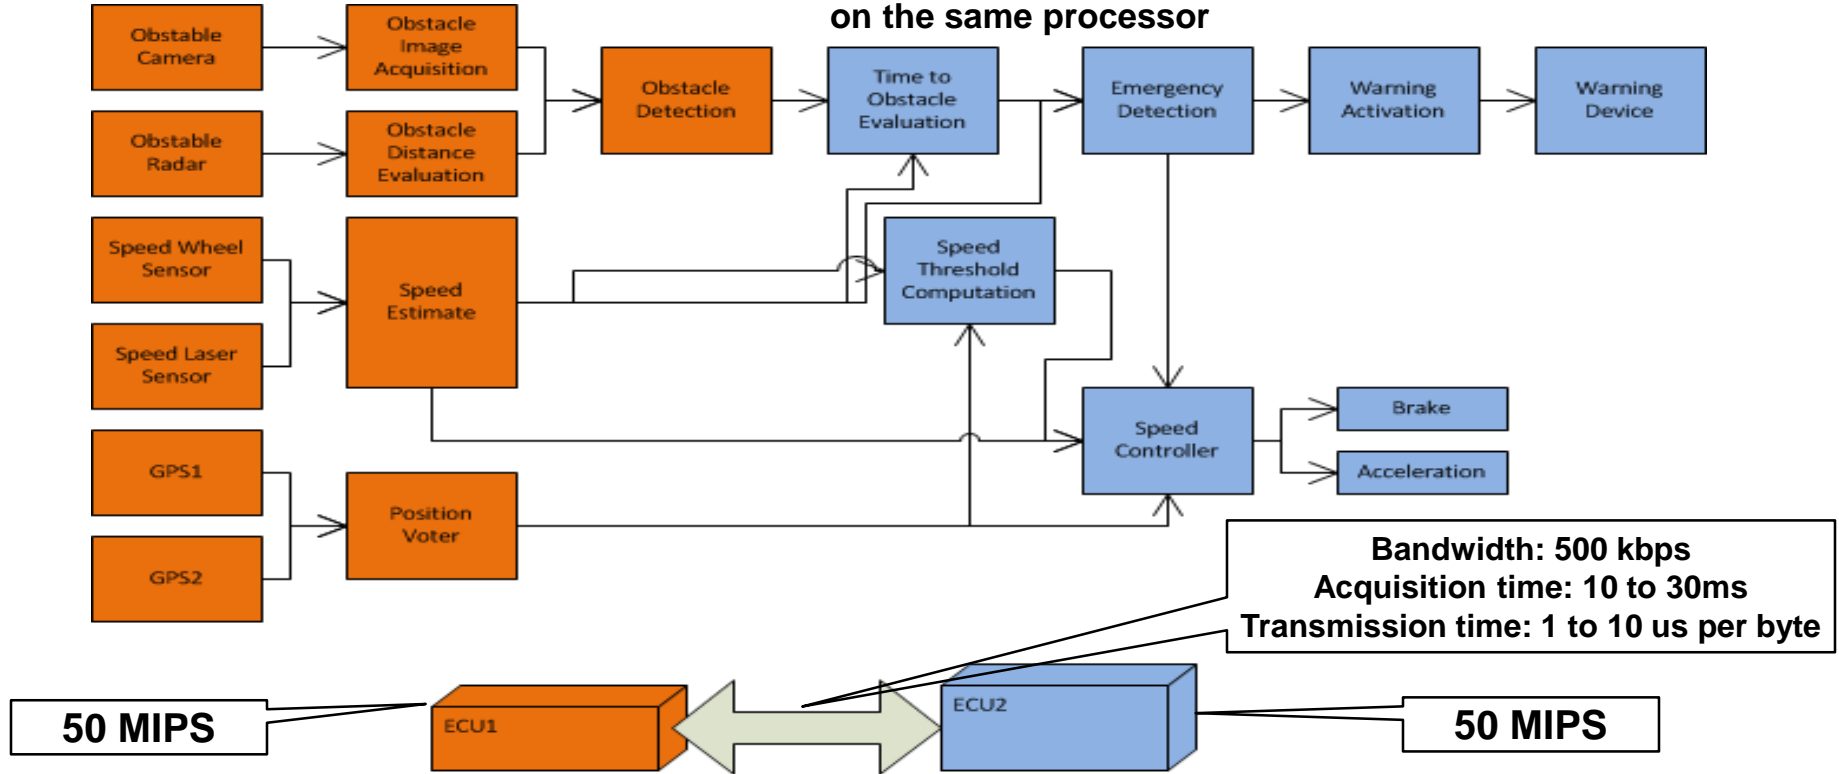 on the same processor
Obstable
Camera
Obstacle
Image
Acquisition
Obstacle
Detection
Time to
Obstacle
Evaluation
Emergency
Detection
Warning
Activation
Warning
Device
Obstable
Radar
Obstacle
Distance
Evaluation
Speed Wheel
Sensor
Speed
Estimate
Speed
Threshold
Computation
Speed Laser
Sensor
Speed
Controller
Brake
Acceleration
GPS1
Position
Voter
GPS2
Bandwidth: 500 kbps
Acquisition time: 10 to 30ms
Transmission time: 1 to 10 us per byte
50 MIPS
ECU1
ECU2
50 MIPS